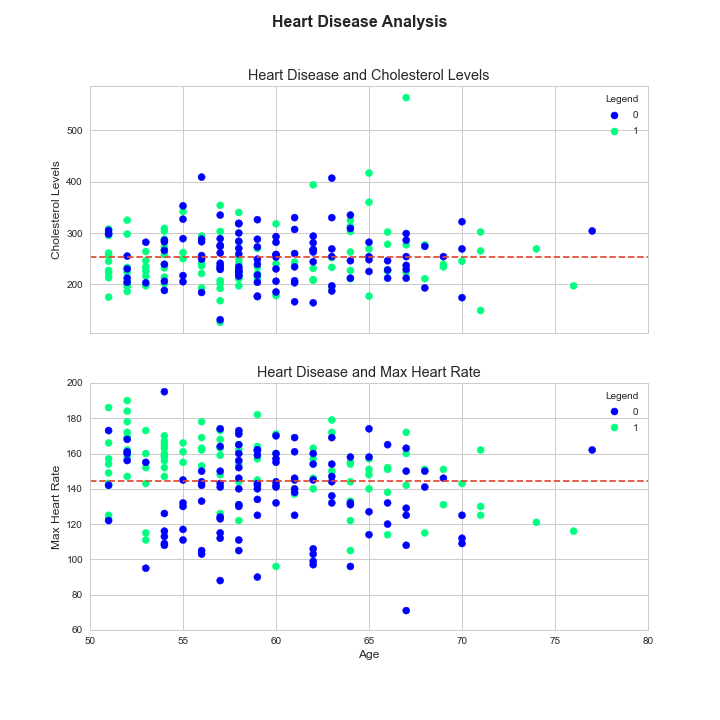 Heart Disease Analysis
Heart Disease and Cholesterol Levels
Legend
0
1
Cholesterol Levels
500
400
300
200
Heart Disease and Max Heart Rate
Legend
0
1
Max Heart Rate
200
180
160
140
120
100
80
60
50 55 60 65 70 75 80
Age